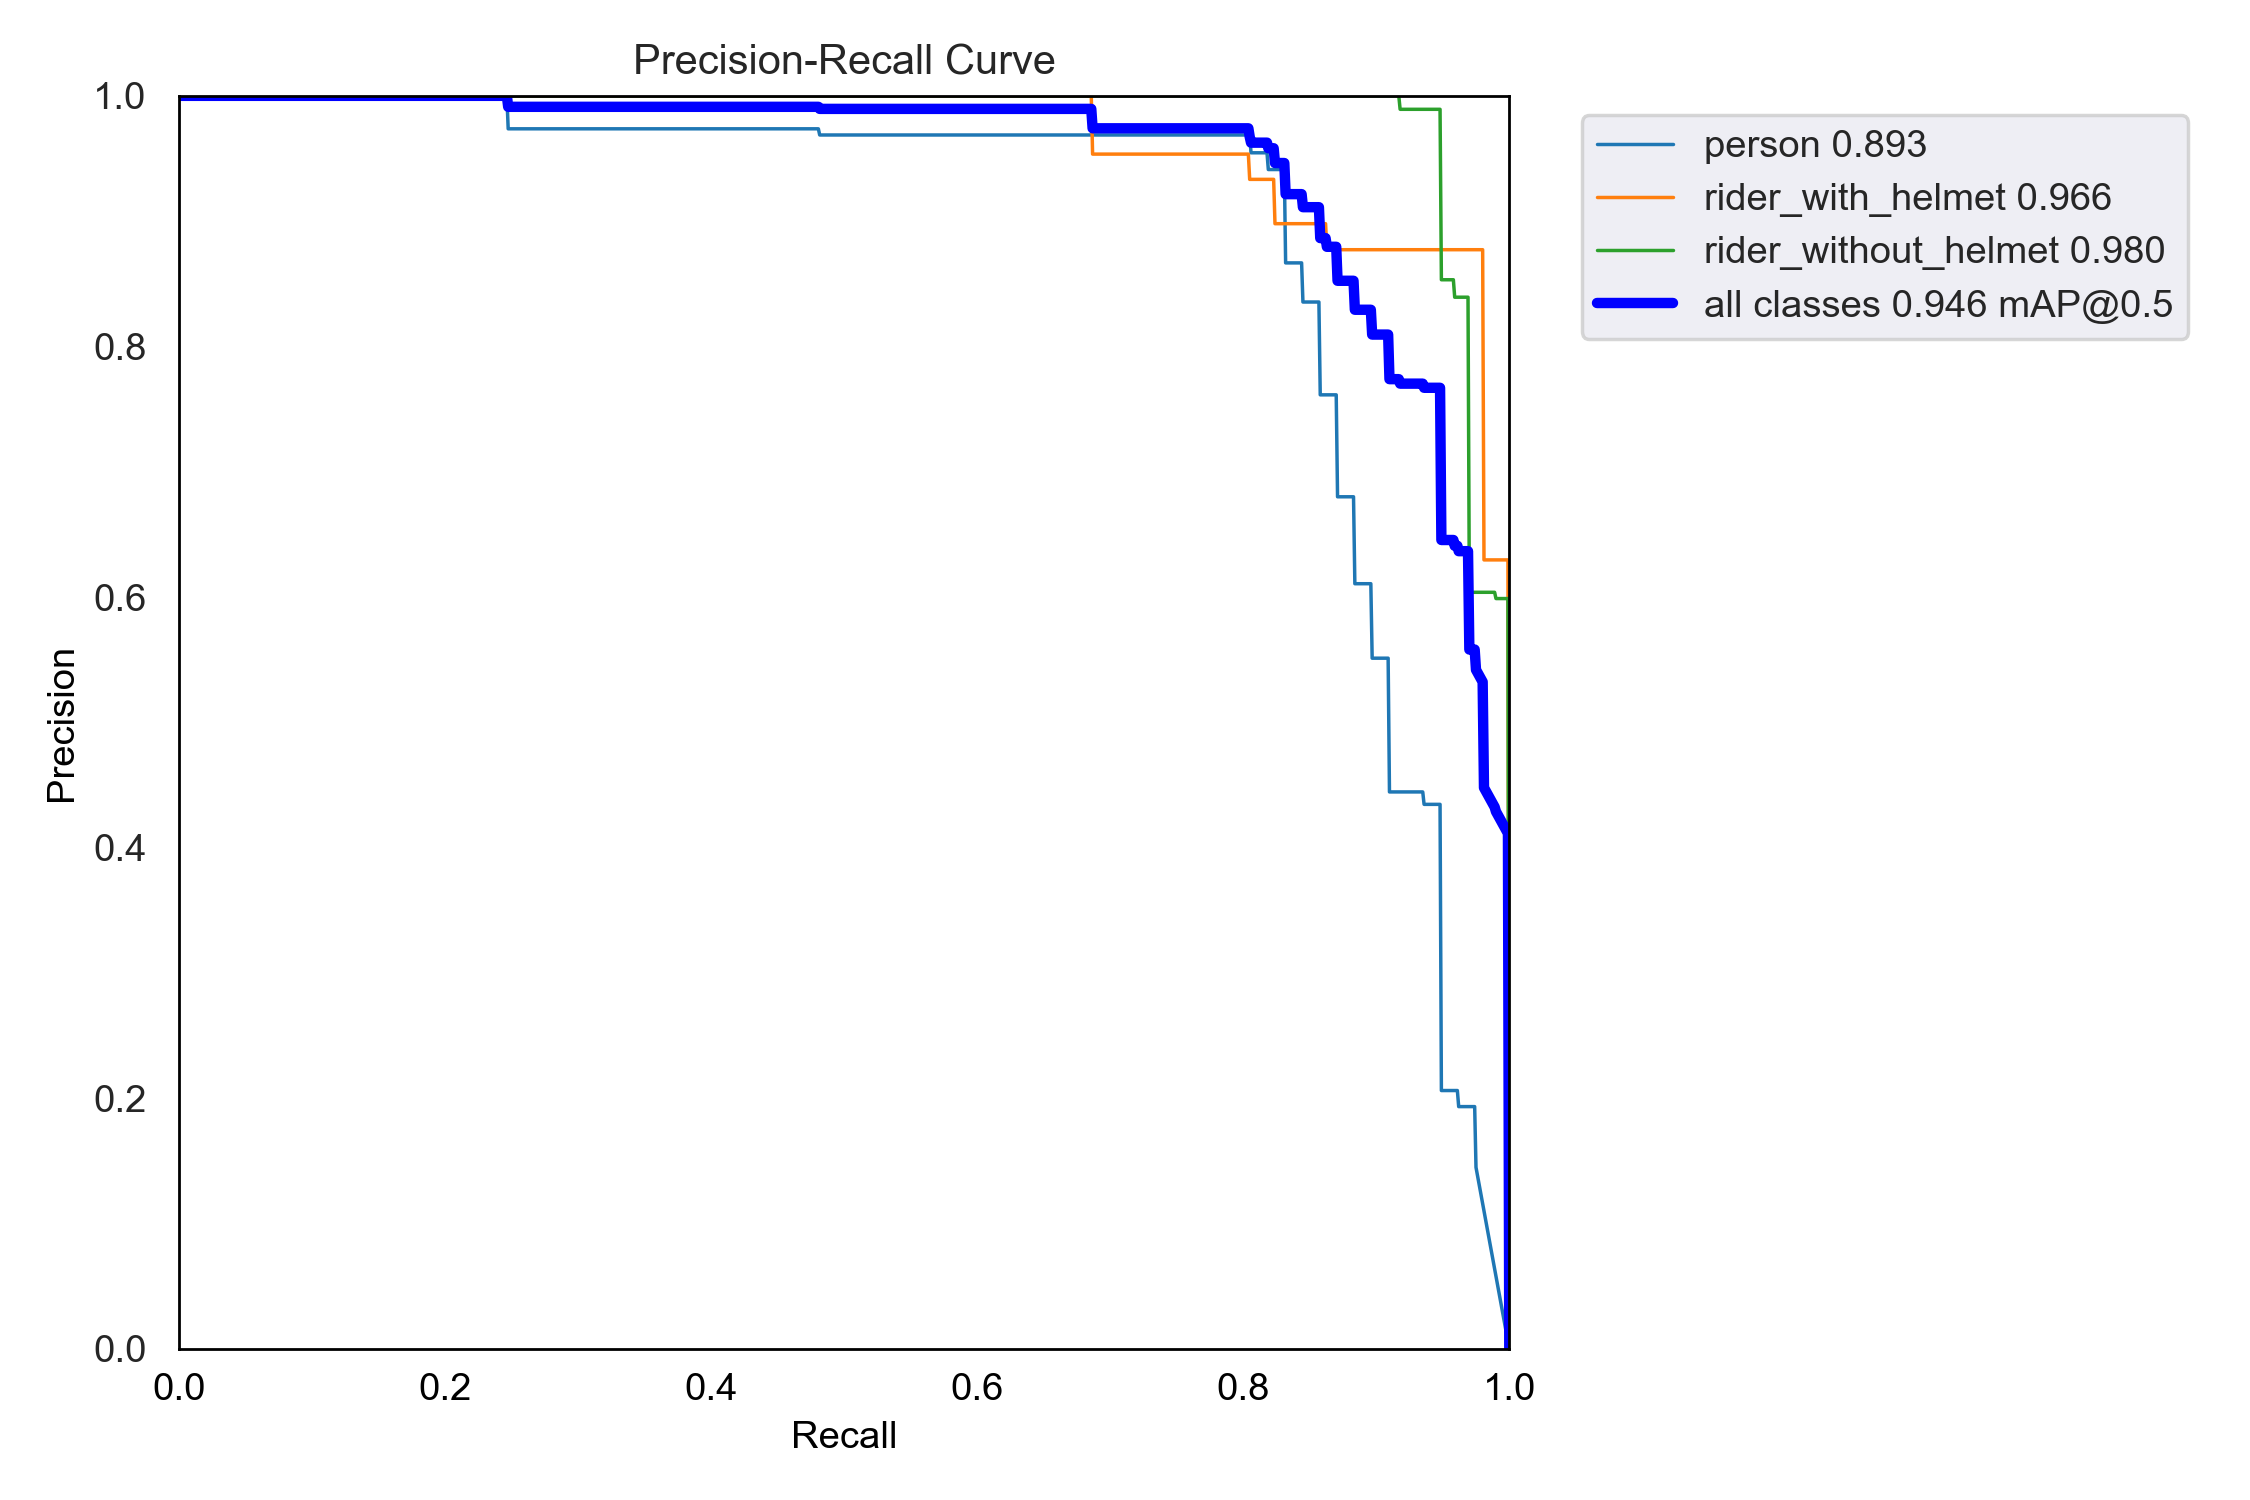 Precision-Recall Curve
1.0
0.8
0.6
0.4
0.2
0.0
Precision
0.0 0.2 0.4 0.6 0.8 1.0
Recall
person 0.893
rider_with_helmet 0.966
rider_without_helmet 0.980
all classes 0.946 mAP@0.5